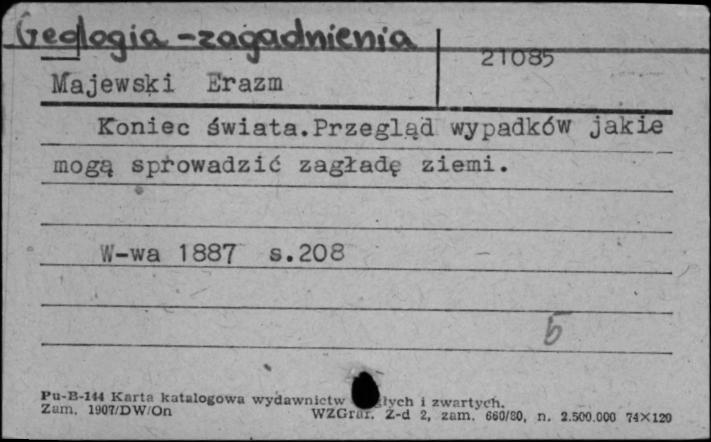 Geologia - zagadnienia
21085
Majewski Erazm
Koniec świata.Przegląd wypadków jakie
mogą sprowadzić zagładę ziemi.
W-wa 1887 s.208
5
Pu-B-144 Karta katalogowa wydawnictw i zwartych.
Zam. 1907/DW/On WZGraf. Z-d 2, zam. 660/80, n. 2.500.000 74×120